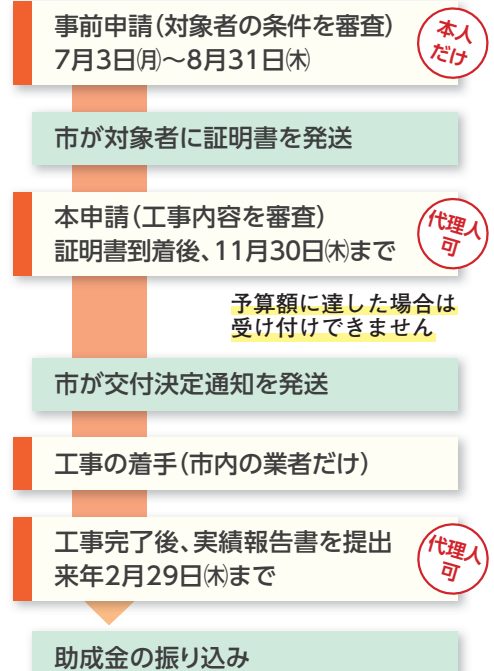 事前申請（対象者の条件を審査）
7月3日㈪～8月31日㈭
本人
だけ
市が対象者に証明書を発送
本申請（工事内容を審査）
証明書到着後、11月30日㈭まで
代理人
可
予算額に達した場合は
受け付けできません
市が交付決定通知を発送
工事の着手（市内の業者だけ）
工事完了後、実績報告書を提出
来年2月29日㈭まで
代理人
可
助成金の振り込み